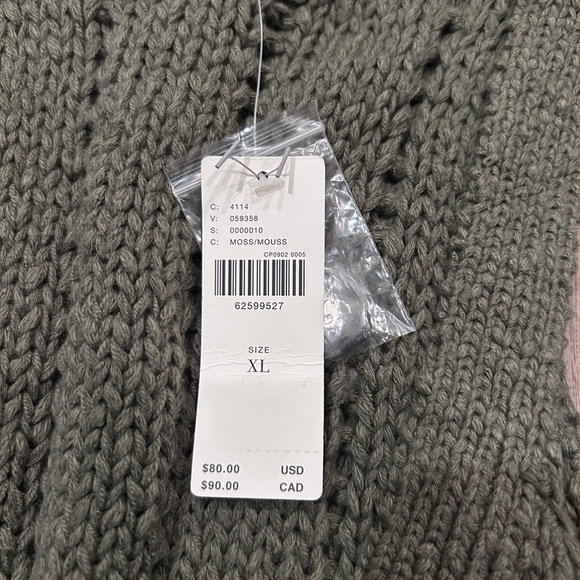 C: 4114
V: 059358
S: 0000010
C: MOSS/MOUSS
CP0902 0005
62599527
SIZE
XL
$80.00 USD
$90.00 CAD